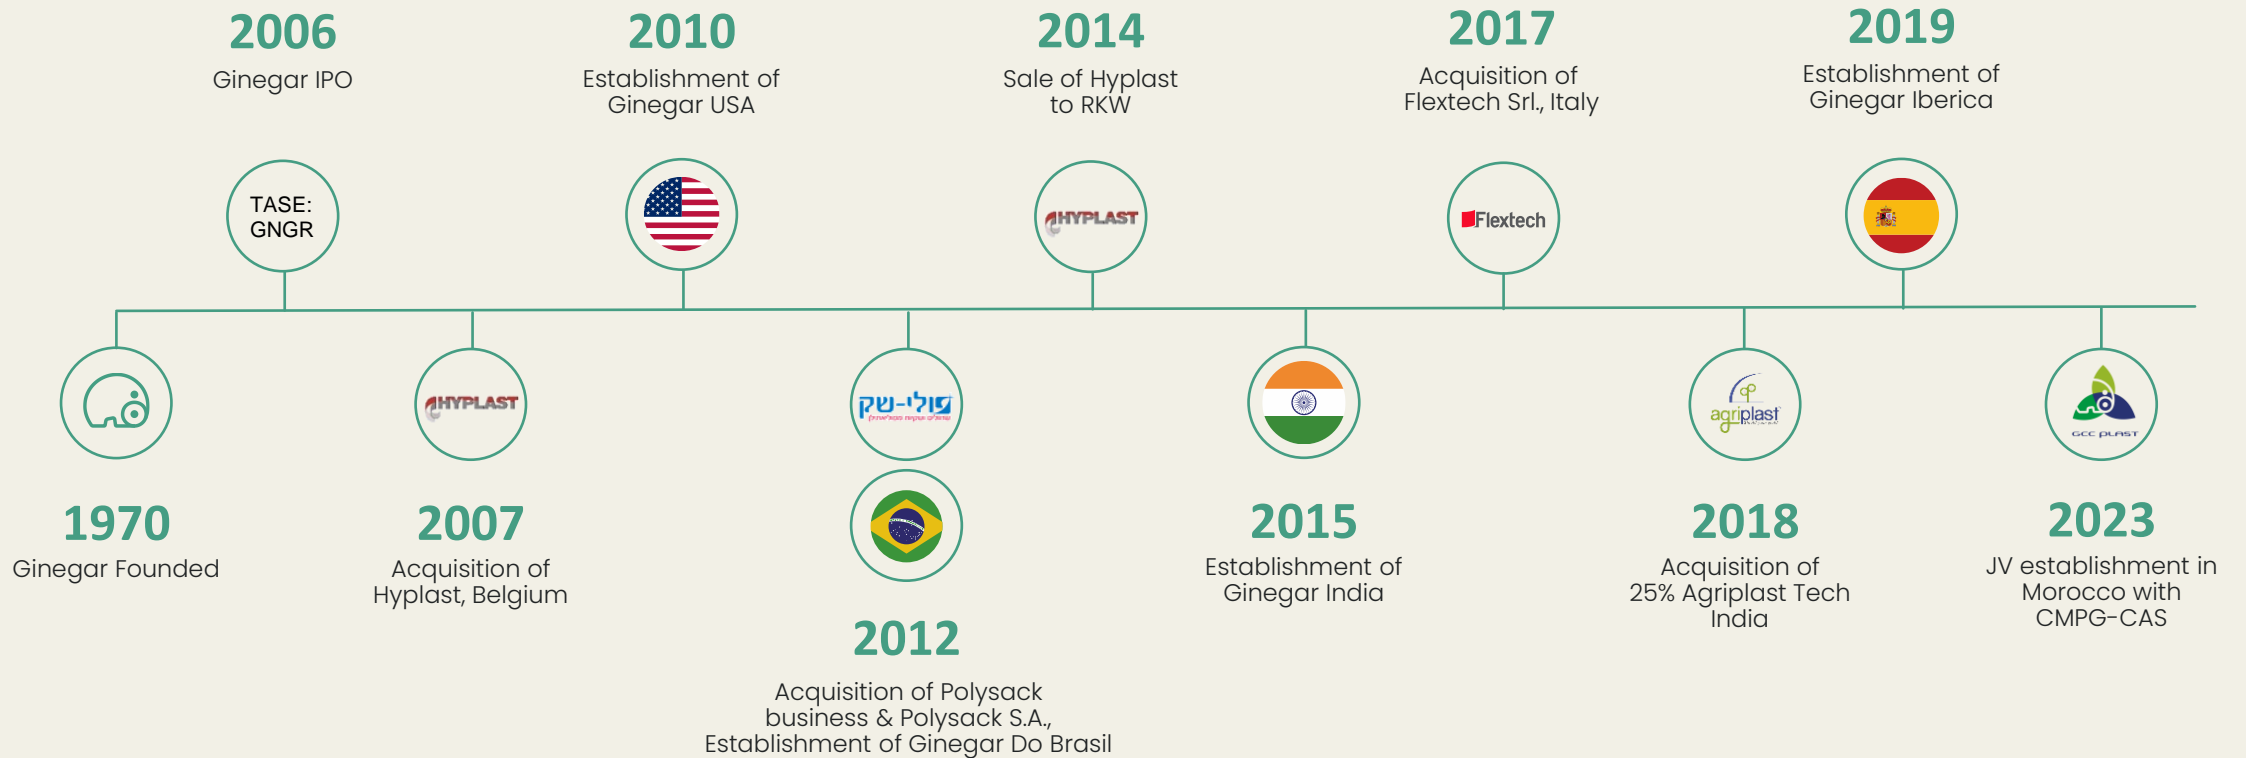 2006
Ginegar IPO
2010
Establishment of
Ginegar USA
2014
Sale of Hyplast
to RKW
2017
Acquisition of
Flextech Srl., Italy
2019
Establishment of
Ginegar Iberica
TASE:
GNGR
HYPLAST
Flextech
HYPLAST
פולי-שק
agriplast
GCC PLAST
1970
Ginegar Founded
2007
Acquisition of
Hyplast, Belgium
2012
Acquisition of Polysack
business & Polysack S.A.,
Establishment of Ginegar Do Brasil
2015
Establishment of
Ginegar India
2018
Acquisition of
25% Agriplast Tech
India
2023
JV establishment in
Morocco with
CMPG-CAS